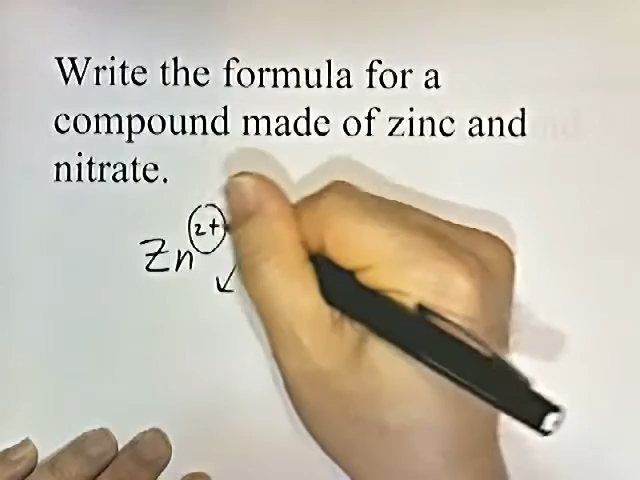 Write the formula for a
compound made of zinc and
nitrate.
Zn2+